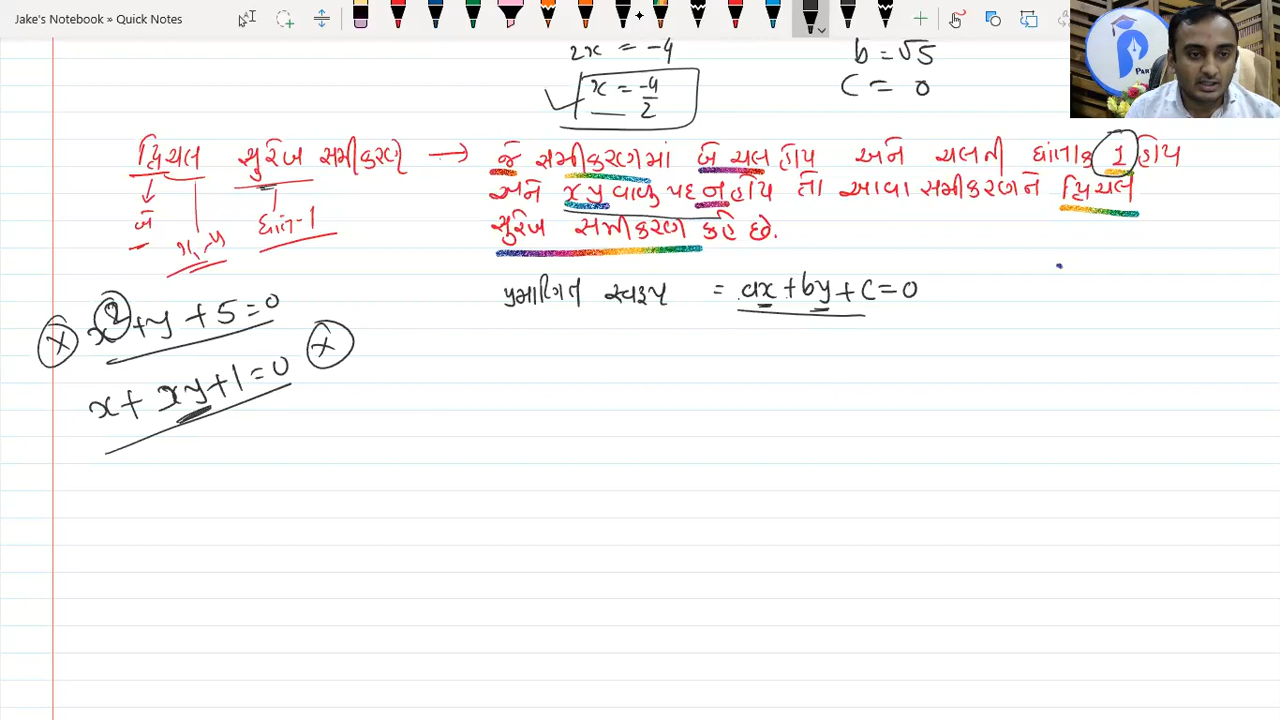 Jake's Notebook » Quick Notes
2x = -4
x = -4/2
b = √5
c = 0
દ્વિચલ સુરેખ સમીકરણ → જે સમીકરણમાં બે ચલ હોય અને ચલની ઘાતાંક 1 હોય
અને x y વાળુ પદ ન હોય તો આવા સમીકરણને દ્વિચલ
સુરેખ સમીકરણ કહે છે.
બે
x, y
ઘાત-1
પ્રમાણિત સ્વરૂપ = ax + by + c = 0
x² + y + 5 = 0
x + xy + 1 = 0